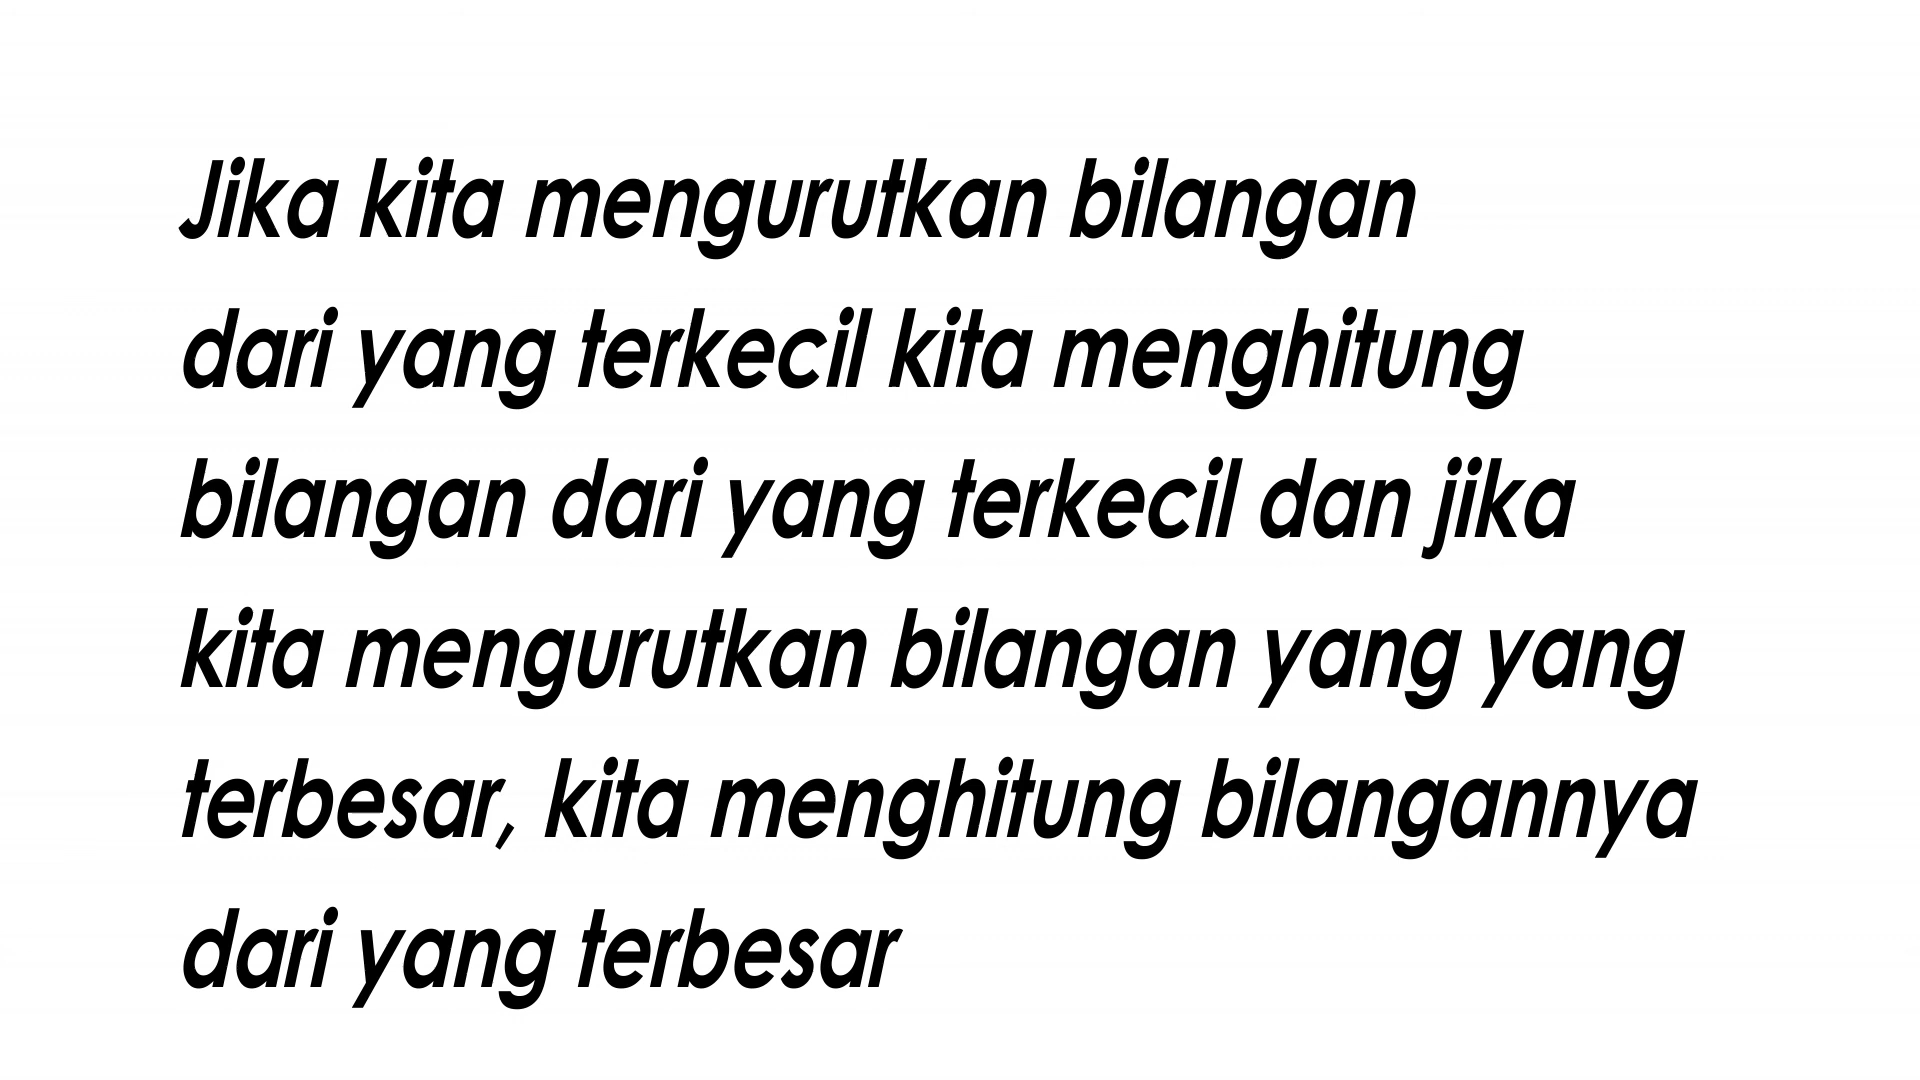 Jika kita mengurutkan bilangan
dari yang terkecil kita menghitung
bilangan dari yang terkecil dan jika
kita mengurutkan bilangan yang yang
terbesar, kita menghitung bilangannya
dari yang terbesar